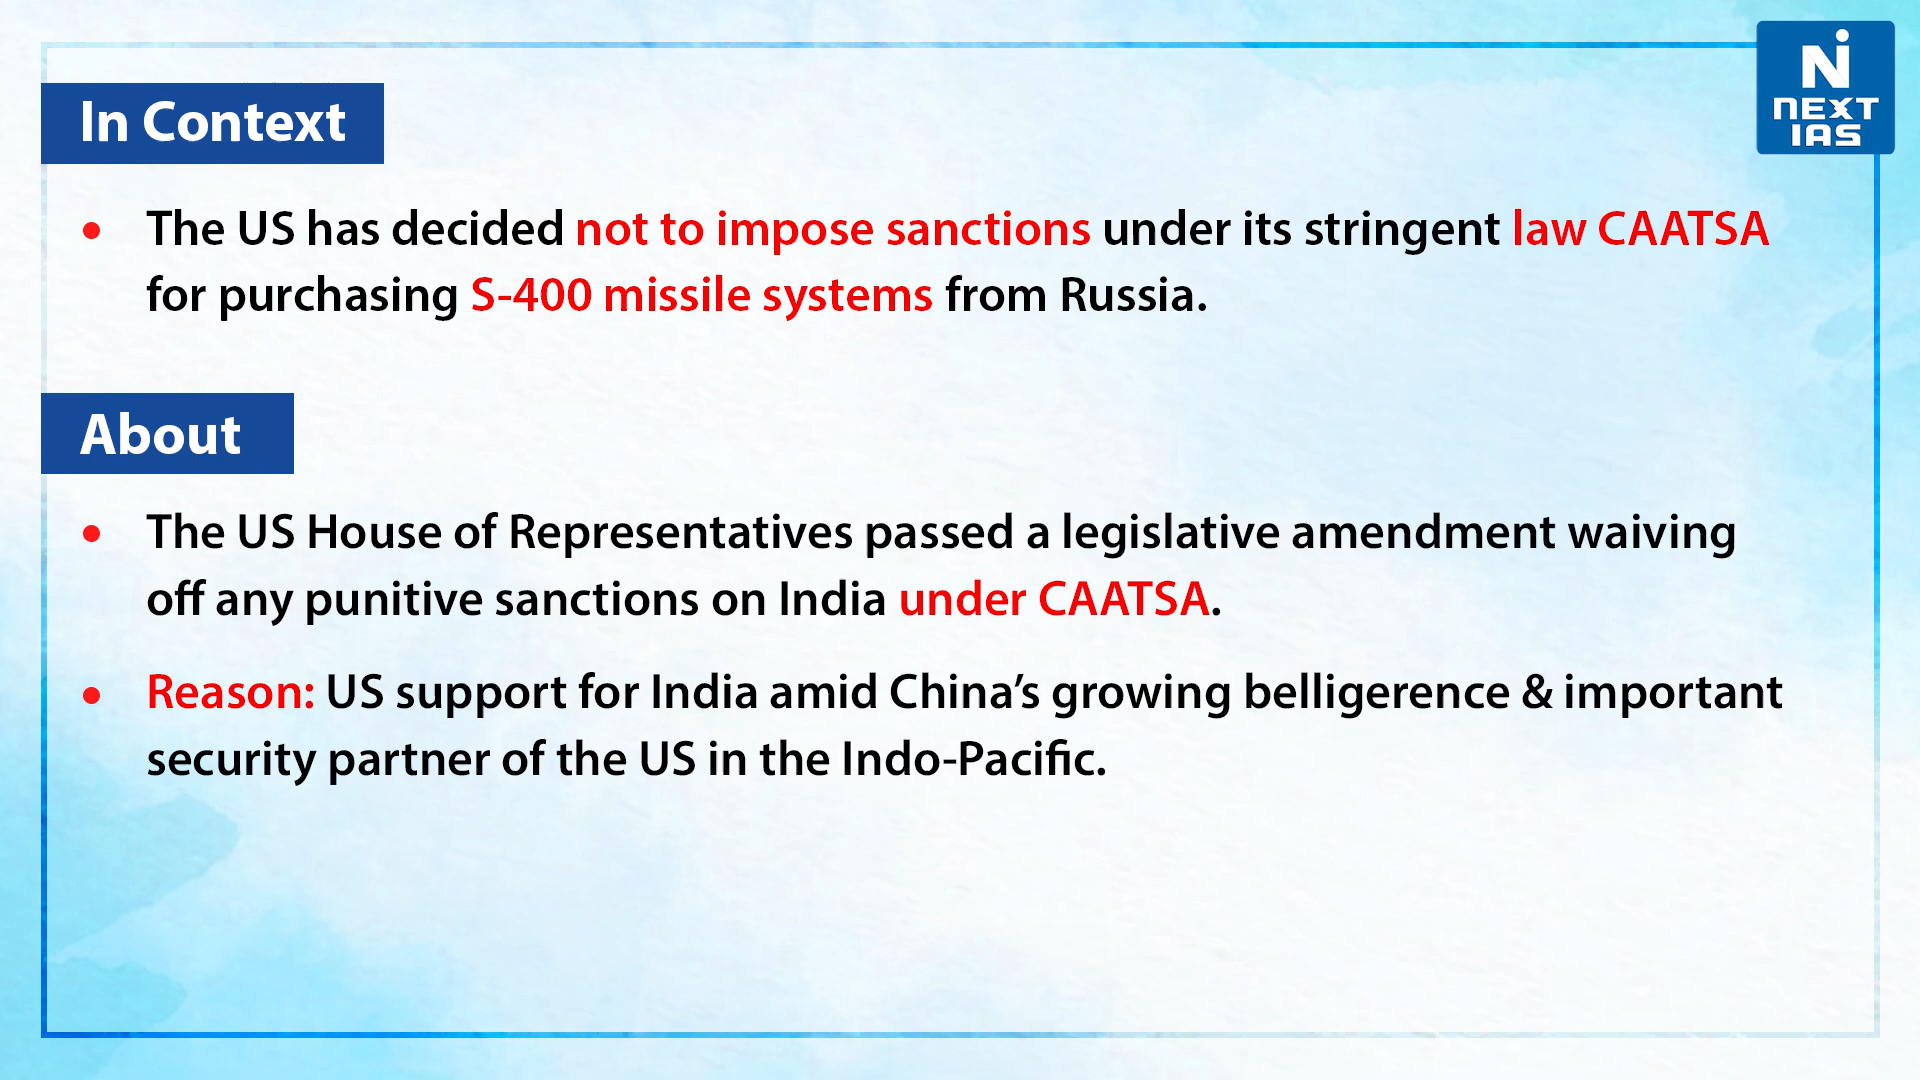 NEXT
IAS
In Context
• The US has decided not to impose sanctions under its stringent law CAATSA
for purchasing S-400 missile systems from Russia.
About
• The US House of Representatives passed a legislative amendment waiving
off any punitive sanctions on India under CAATSA.
• Reason: US support for India amid China’s growing belligerence & important
security partner of the US in the Indo-Pacific.